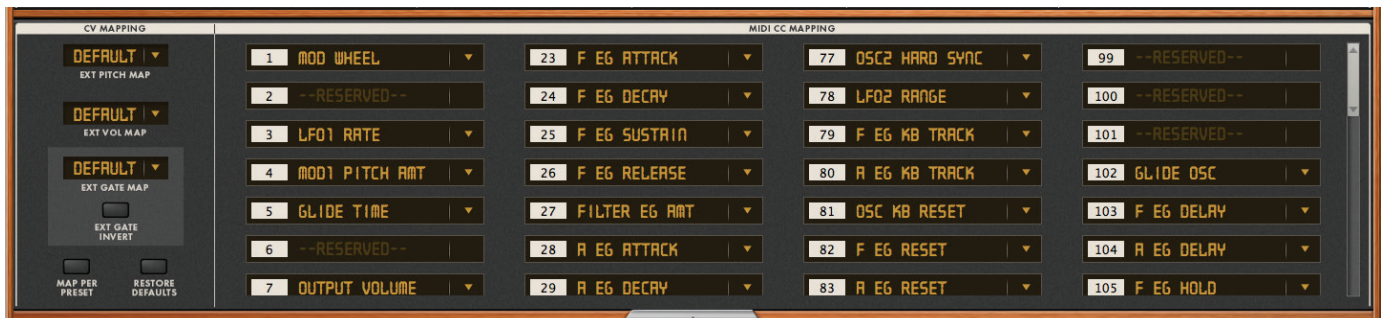 CV MAPPING
MIDI CC MAPPING
DEFAULT
EXT PITCH MAP
DEFAULT
EXT VOL MAP
DEFAULT
EXT GATE MAP
EXT GATE
INVERT
MAP PER
PRESET
RESTORE
DEFAULTS
1 MOD WHEEL
2 --RESERVED--
3 LFO1 RATE
4 MOD1 PITCH AMT
5 GLIDE TIME
6 --RESERVED--
7 OUTPUT VOLUME
23 F EG ATTACK
24 F EG DECAY
25 F EG SUSTAIN
26 F EG RELEASE
27 FILTER EG AMT
28 A EG ATTACK
29 A EG DECAY
77 OSC2 HARD SYNC
78 LFO2 RANGE
79 F EG KB TRACK
80 A EG KB TRACK
81 OSC KB RESET
82 F EG RESET
83 A EG RESET
99 --RESERVED--
100 --RESERVED--
101 --RESERVED--
102 GLIDE OSC
103 F EG DELAY
104 A EG DELAY
105 F EG HOLD